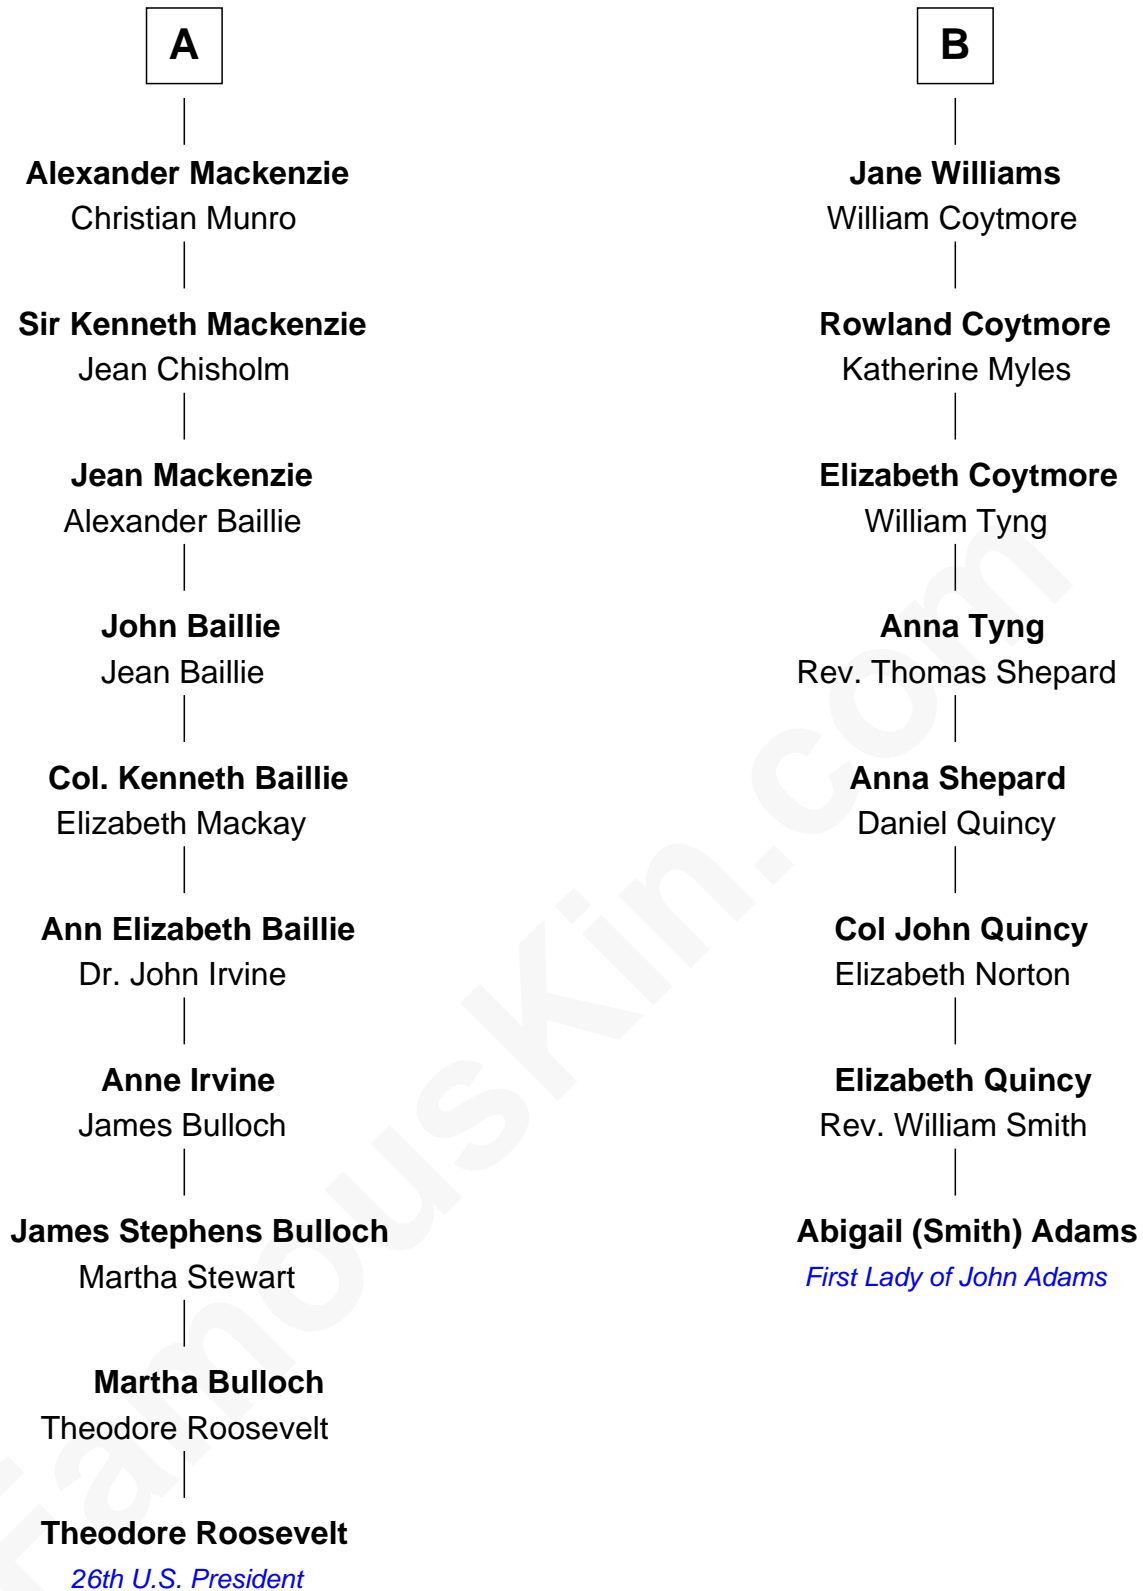 A
Alexander Mackenzie
Christian Munro
Sir Kenneth Mackenzie
Jean Chisholm
Jean Mackenzie
Alexander Baillie
John Baillie
Jean Baillie
Col. Kenneth Baillie
Elizabeth Mackay
Ann Elizabeth Baillie
Dr. John Irvine
Anne Irvine
James Bulloch
James Stephens Bulloch
Martha Stewart
Martha Bulloch
Theodore Roosevelt
Theodore Roosevelt
26th U.S. President
B
Jane Williams
William Coytmore
Rowland Coytmore
Katherine Myles
Elizabeth Coytmore
William Tyng
Anna Tyng
Rev. Thomas Shepard
Anna Shepard
Daniel Quincy
Col John Quincy
Elizabeth Norton
Elizabeth Quincy
Rev. William Smith
Abigail (Smith) Adams
First Lady of John Adams
FamousKin.com